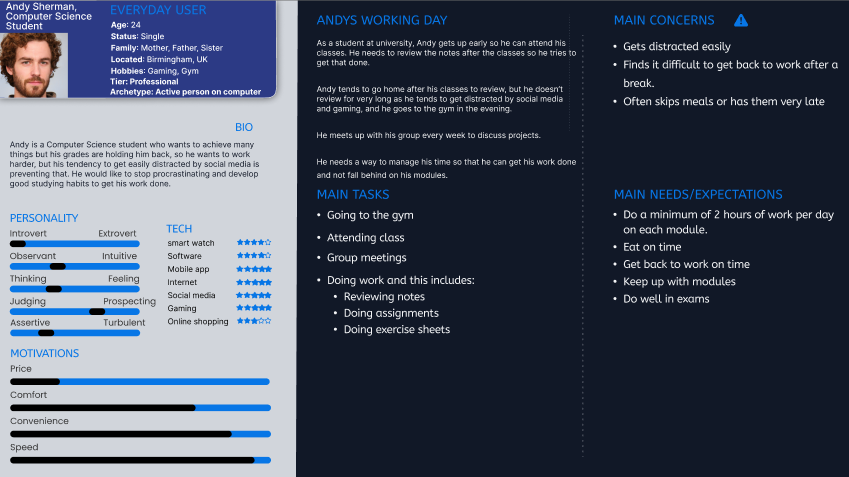 Andy Sherman,
Computer Science
Student
EVERYDAY USER
Age: 24
Status: Single
Family: Mother, Father, Sister
Located: Birmingham, UK
Hobbies: Gaming, Gym
Tier: Professional
Archetype: Active person on computer
BIO
Andy is a Computer Science student who wants to achieve many
things but his grades are holding him back, so he wants to work
harder, but his tendency to get easily distracted by social media is
preventing that. He would like to stop procrastinating and develop
good studying habits to get his work done.
PERSONALITY
Introvert Extrovert
Observant Intuitive
Thinking Feeling
Judging Prospecting
Assertive Turbulent
TECH
smart watch
Software
Mobile app
Internet
Social media
Gaming
Online shopping
MOTIVATIONS
Price
Comfort
Convenience
Speed
ANDYS WORKING DAY
As a student at university, Andy gets up early so he can attend his
classes. He needs to review the notes after the classes so he tries to
get that done.
Andy tends to go home after his classes to review, but he doesn't
review for very long as he tends to get distracted by social media
and gaming, and he goes to the gym in the evening.
He meets up with his group every week to discuss projects.
He needs a way to manage his time so that he can get his work done
and not fall behind on his modules.
MAIN TASKS
• Going to the gym
• Attending class
• Group meetings
• Doing work and this includes:
• Reviewing notes
• Doing assignments
• Doing exercise sheets
MAIN CONCERNS
• Gets distracted easily
• Finds it difficult to get back to work after a
break.
• Often skips meals or has them very late
MAIN NEEDS/EXPECTATIONS
• Do a minimum of 2 hours of work per day
on each module.
• Eat on time
• Get back to work on time
• Keep up with modules
• Do well in exams